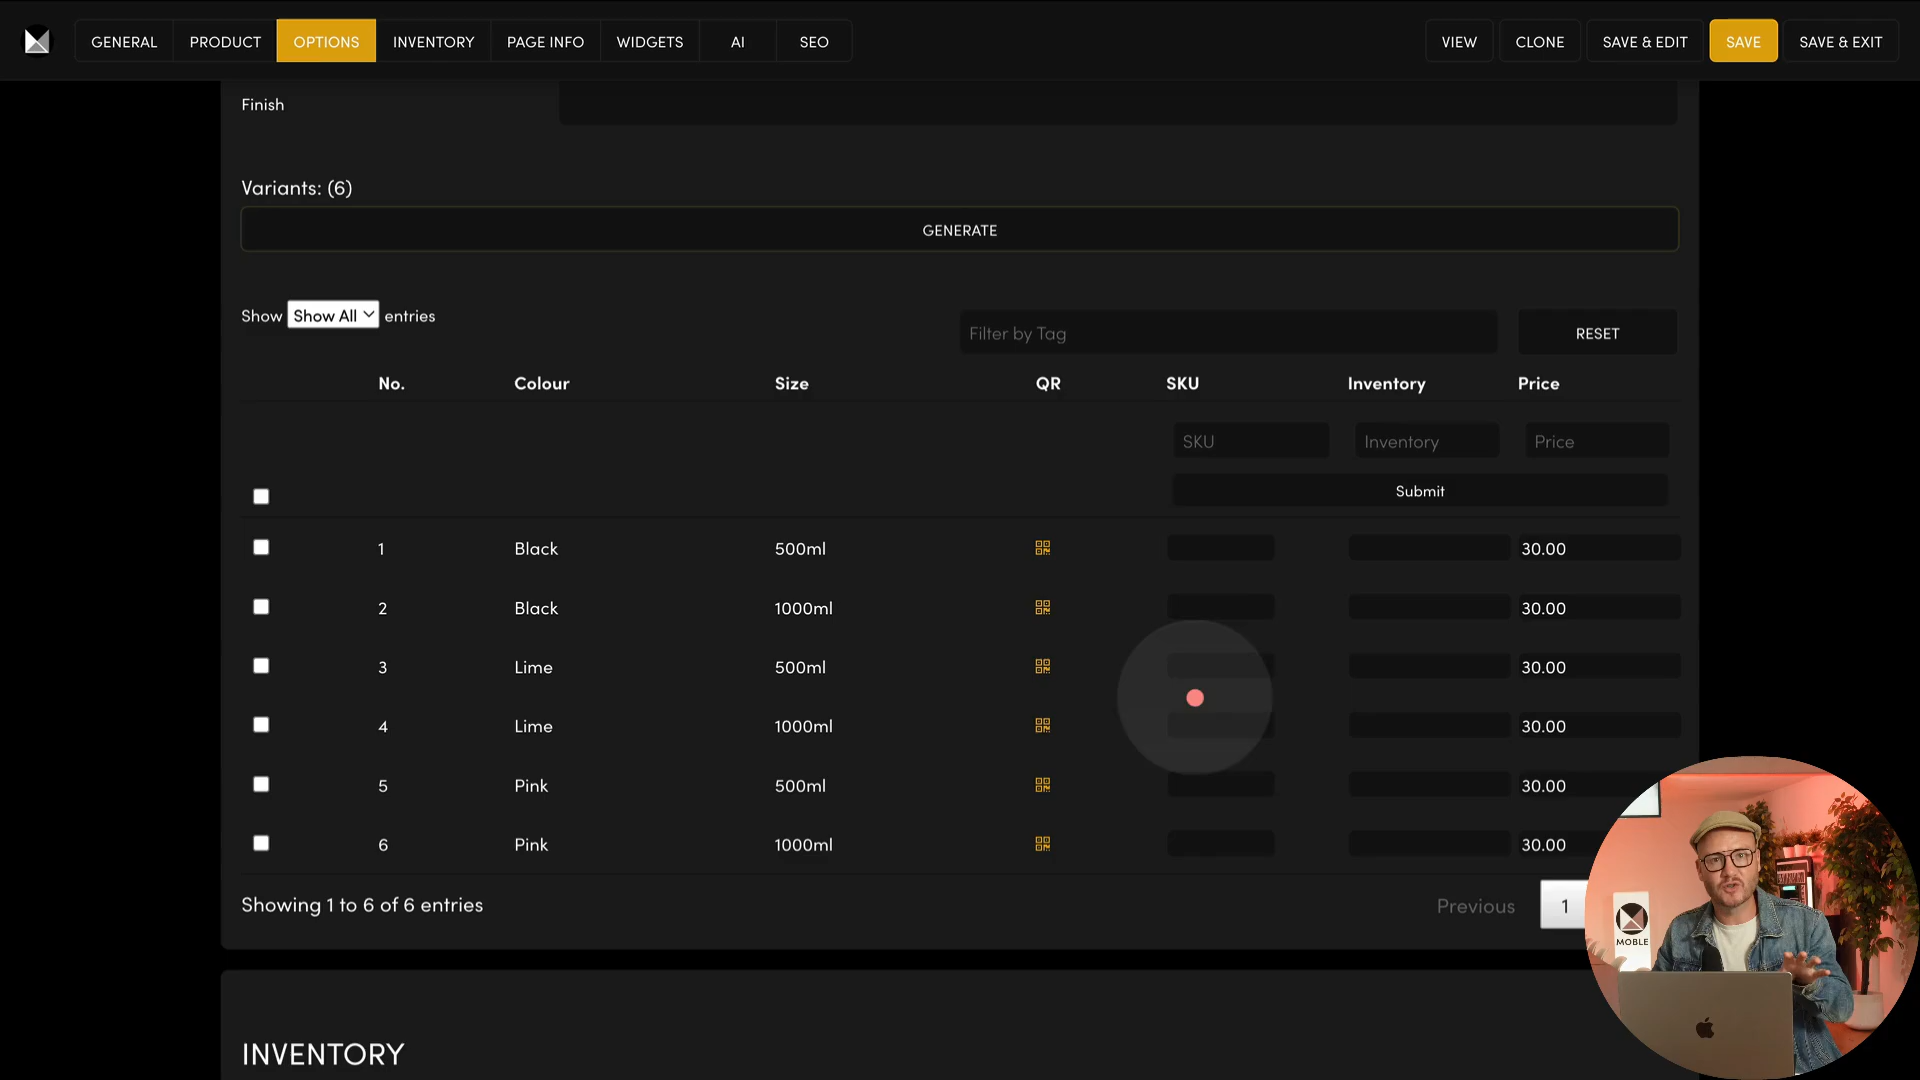 GENERAL PRODUCT OPTIONS INVENTORY PAGE INFO WIDGETS AI SEO VIEW CLONE SAVE & EDIT SAVE SAVE & EXIT
Finish
Variants: (6)
GENERATE
Show Show All entries
Filter by Tag RESET
No. Colour Size QR SKU Inventory Price
SKU Inventory Price
Submit
1 Black 500ml 30.00
2 Black 1000ml 30.00
3 Lime 500ml 30.00
4 Lime 1000ml 30.00
5 Pink 500ml 30.00
6 Pink 1000ml 30.00
Showing 1 to 6 of 6 entries Previous 1
MOBLE
INVENTORY